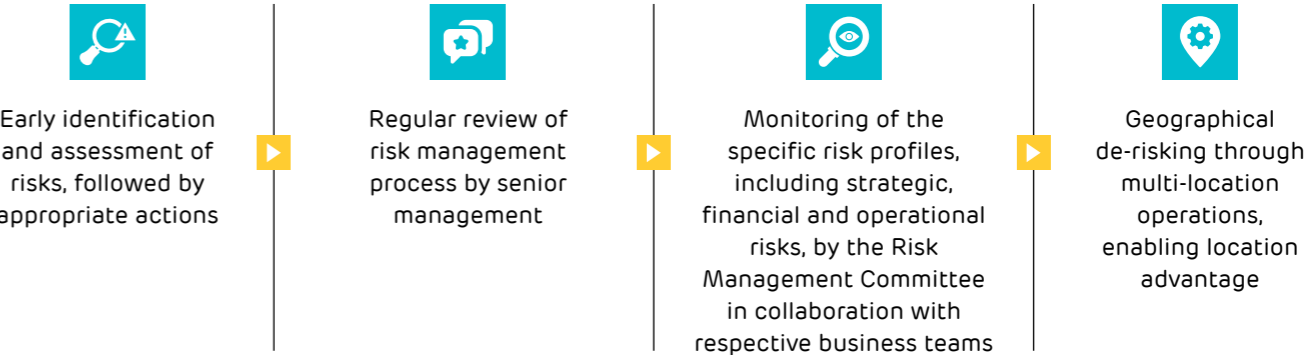 Early identification
and assessment of
risks, followed by
appropriate actions
Regular review of
risk management
process by senior
management
Monitoring of the
specific risk profiles,
including strategic,
financial and operational
risks, by the Risk
Management Committee
in collaboration with
respective business teams
Geographical
de-risking through
multi-location
operations,
enabling location
advantage